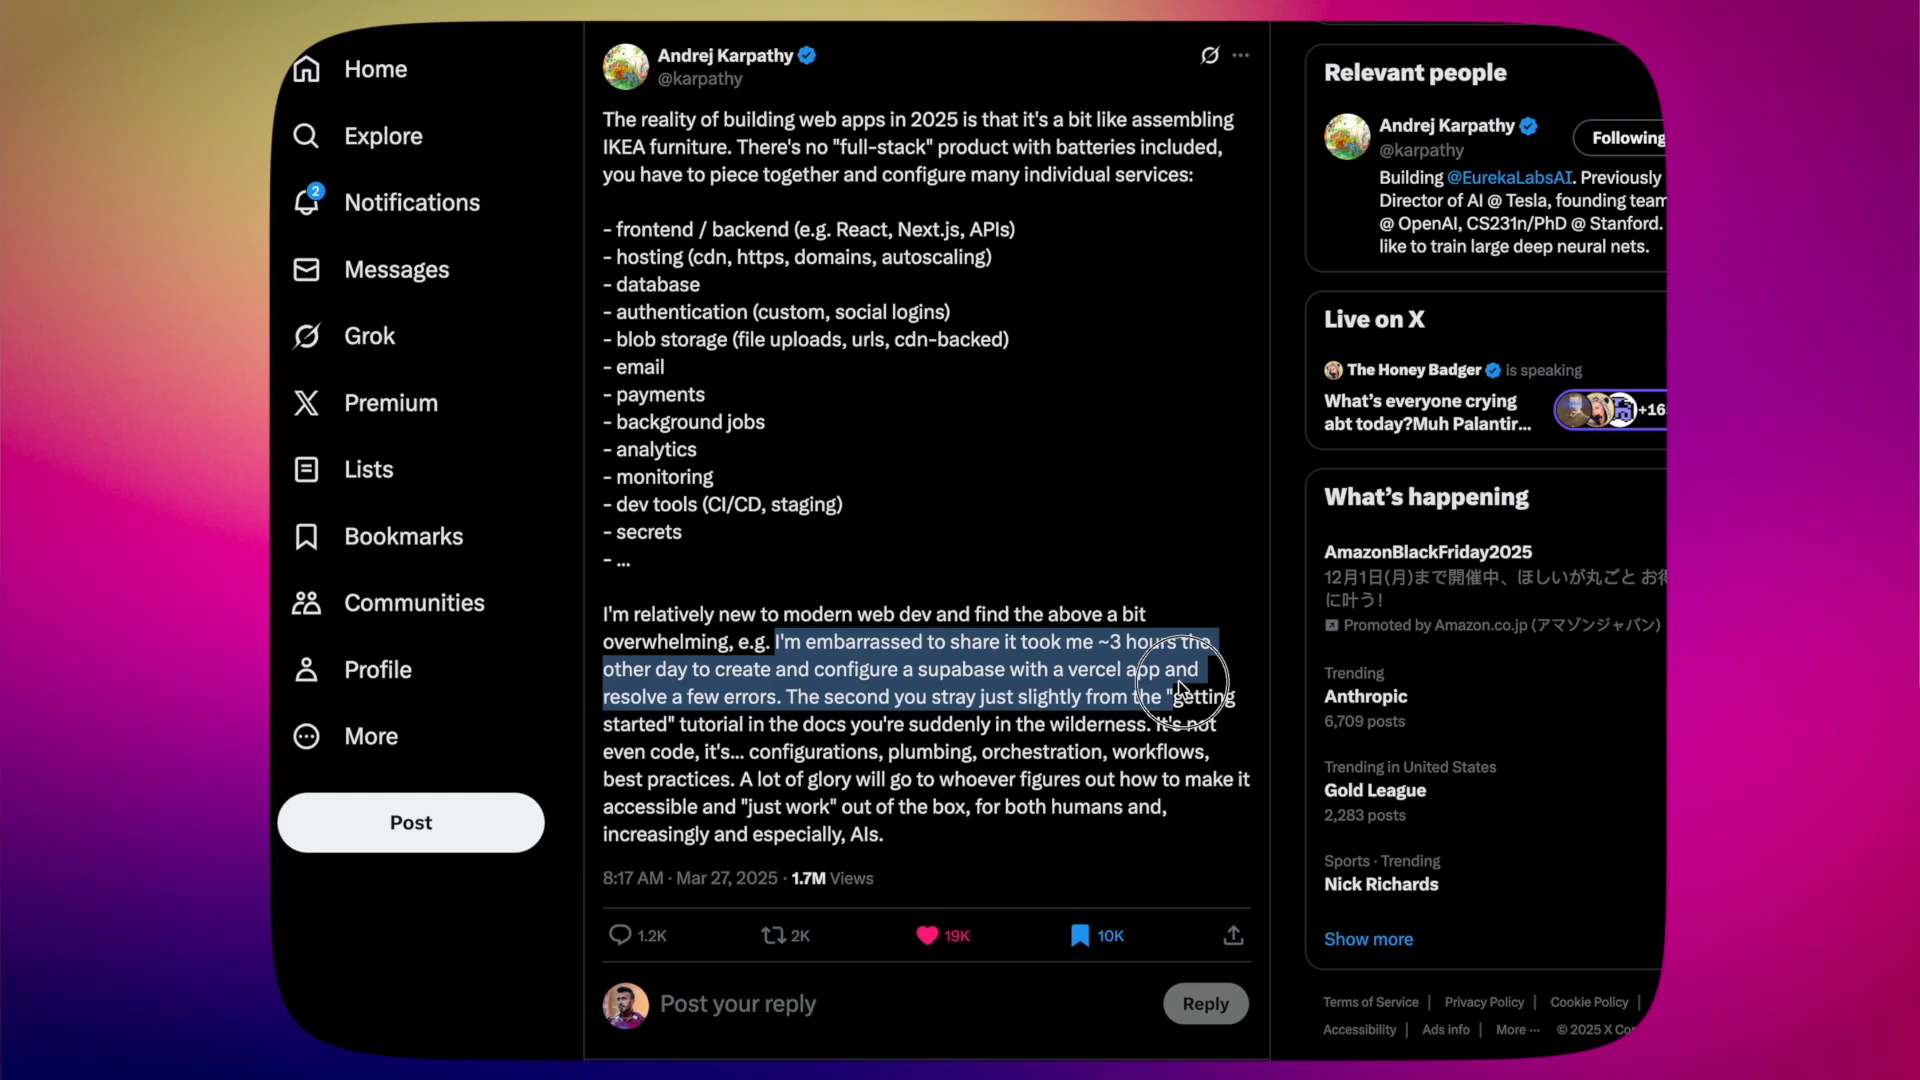 Home
Explore
2
Notifications
Messages
Grok
Premium
Lists
Bookmarks
Communities
Profile
More
Post
Andrej Karpathy
@karpathy
The reality of building web apps in 2025 is that it's a bit like assembling
IKEA furniture. There's no "full-stack" product with batteries included,
you have to piece together and configure many individual services:
- frontend / backend (e.g. React, Next.js, APIs)
- hosting (cdn, https, domains, autoscaling)
- database
- authentication (custom, social logins)
- blob storage (file uploads, urls, cdn-backed)
- email
- payments
- background jobs
- analytics
- monitoring
- dev tools (CI/CD, staging)
- secrets
- ...
I'm relatively new to modern web dev and find the above a bit
overwhelming, e.g. I'm embarrassed to share it took me ~3 hours the
other day to create and configure a supabase with a vercel app and
resolve a few errors. The second you stray just slightly from the "getting
started" tutorial in the docs you're suddenly in the wilderness. It's not
even code, it's... configurations, plumbing, orchestration, workflows,
best practices. A lot of glory will go to whoever figures out how to make it
accessible and "just work" out of the box, for both humans and,
increasingly and especially, AIs.
8:17 AM · Mar 27, 2025 · 1.7M Views
1.2K
2K
19K
10K
Post your reply
Reply
Relevant people
Andrej Karpathy
@karpathy
Following
Building @EurekaLabsAI. Previously
Director of AI @ Tesla, founding team
@ OpenAI, CS231n/PhD @ Stanford.
like to train large deep neural nets.
Live on X
The Honey Badger is speaking
What's everyone crying
abt today?Muh Palantir...
+16
What's happening
AmazonBlackFriday2025
12月1日(月)まで開催中、ほしいが丸ごと お得
に叶う!
Promoted by Amazon.co.jp (アマゾンジャパン)
Trending
Anthropic
6,709 posts
Trending in United States
Gold League
2,283 posts
Sports · Trending
Nick Richards
Show more
Terms of Service | Privacy Policy | Cookie Policy |
Accessibility | Ads info | More ··· © 2025 X Cor